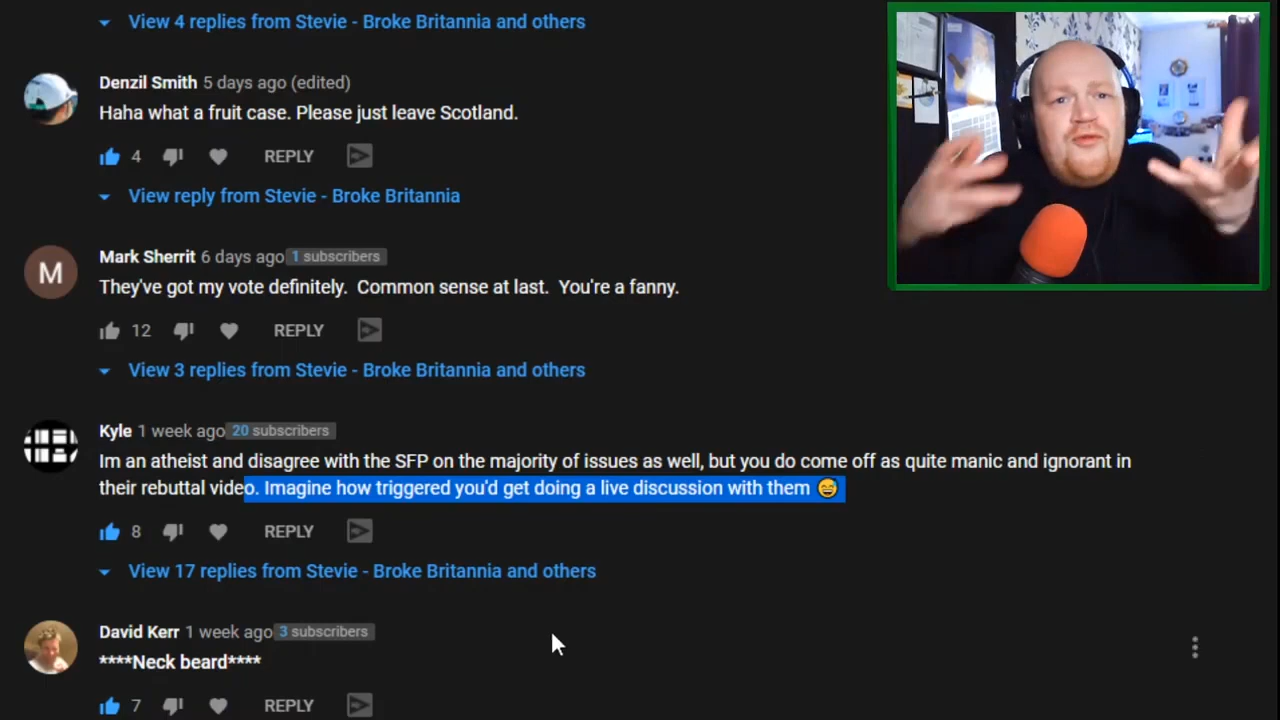 View 4 replies from Stevie - Broke Britannia and others
Denzil Smith 5 days ago (edited)
Haha what a fruit case. Please just leave Scotland.
4 REPLY
View reply from Stevie - Broke Britannia
Mark Sherrit 6 days ago 1 subscribers
M
They've got my vote definitely. Common sense at last. You're a fanny.
12 REPLY
View 3 replies from Stevie - Broke Britannia and others
Kyle 1 week ago 20 subscribers
Im an atheist and disagree with the SFP on the majority of issues as well, but you do come off as quite manic and ignorant in
their rebuttal video. Imagine how triggered you'd get doing a live discussion with them 😅
8 REPLY
View 17 replies from Stevie - Broke Britannia and others
David Kerr 1 week ago 3 subscribers
****Neck beard****
7 REPLY